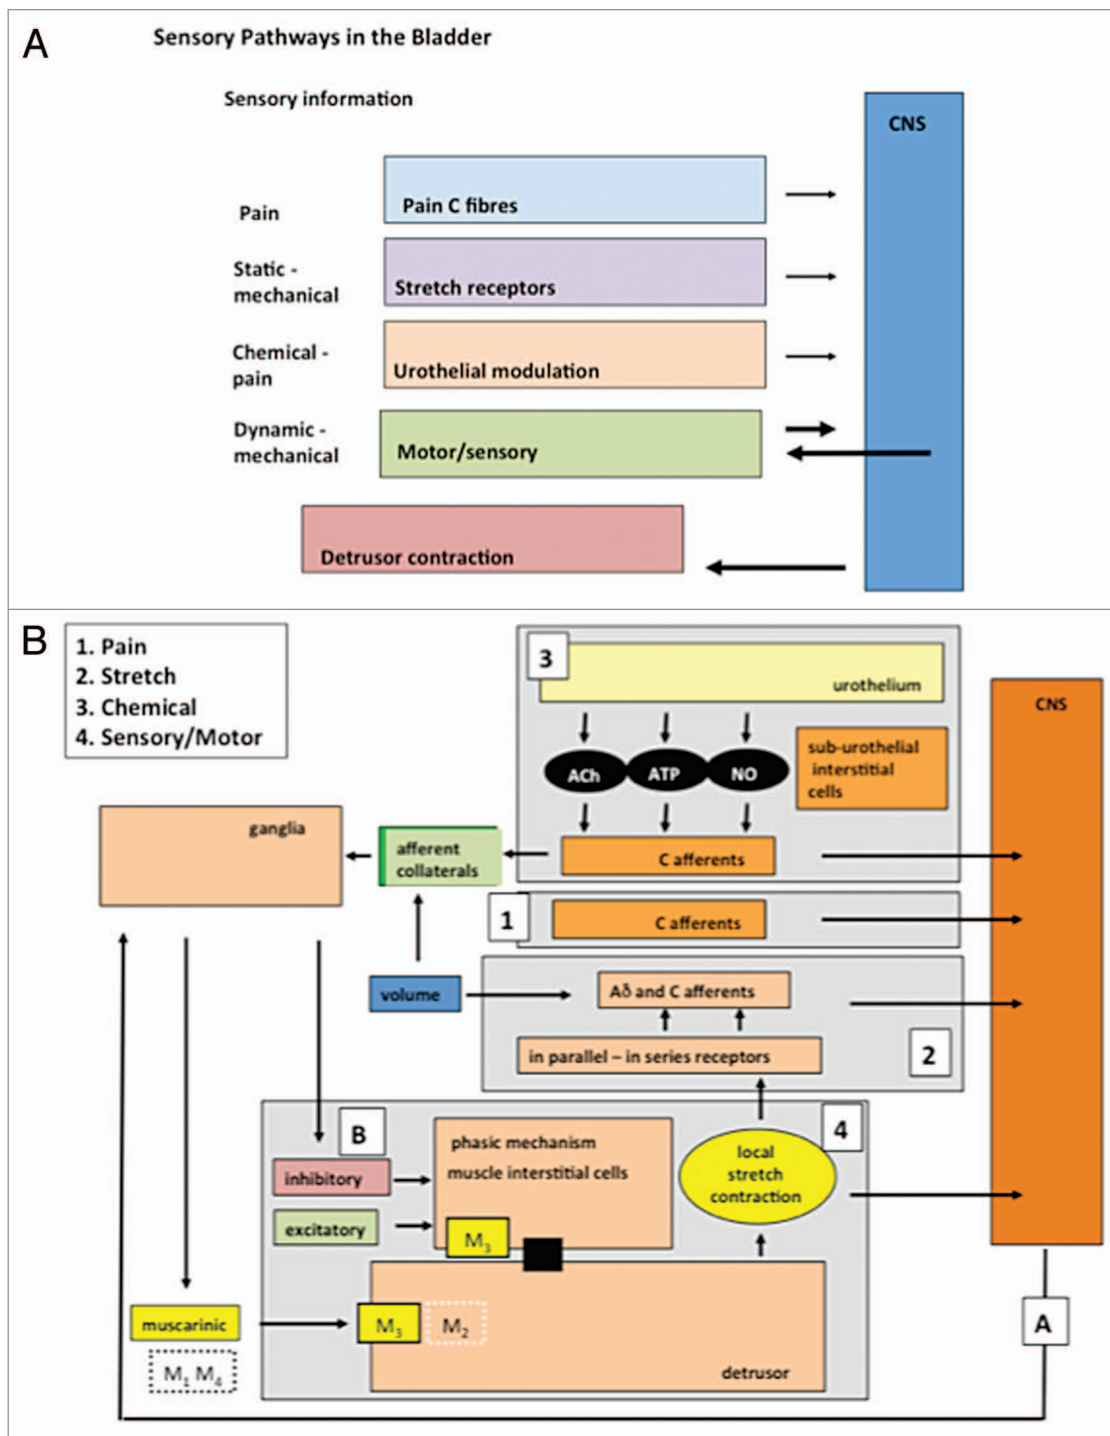 A
Sensory Pathways in the Bladder
Sensory information
CNS
Pain
Pain C fibres
Static -
mechanical
Stretch receptors
Chemical -
pain
Urothelial modulation
Dynamic -
mechanical
Motor/sensory
Detrusor contraction
B
1. Pain
2. Stretch
3. Chemical
4. Sensory/Motor
3
urothelium
CNS
ACh
ATP
NO
sub-urothelial
interstitial
cells
ganglia
afferent
collaterals
C afferents
1
C afferents
volume
Aδ and C afferents
in parallel – in series receptors
2
B
phasic mechanism
muscle interstitial cells
4
local
stretch
contraction
inhibitory
excitatory
M3
muscarinic
M3
M2
M1 M4
detrusor
A